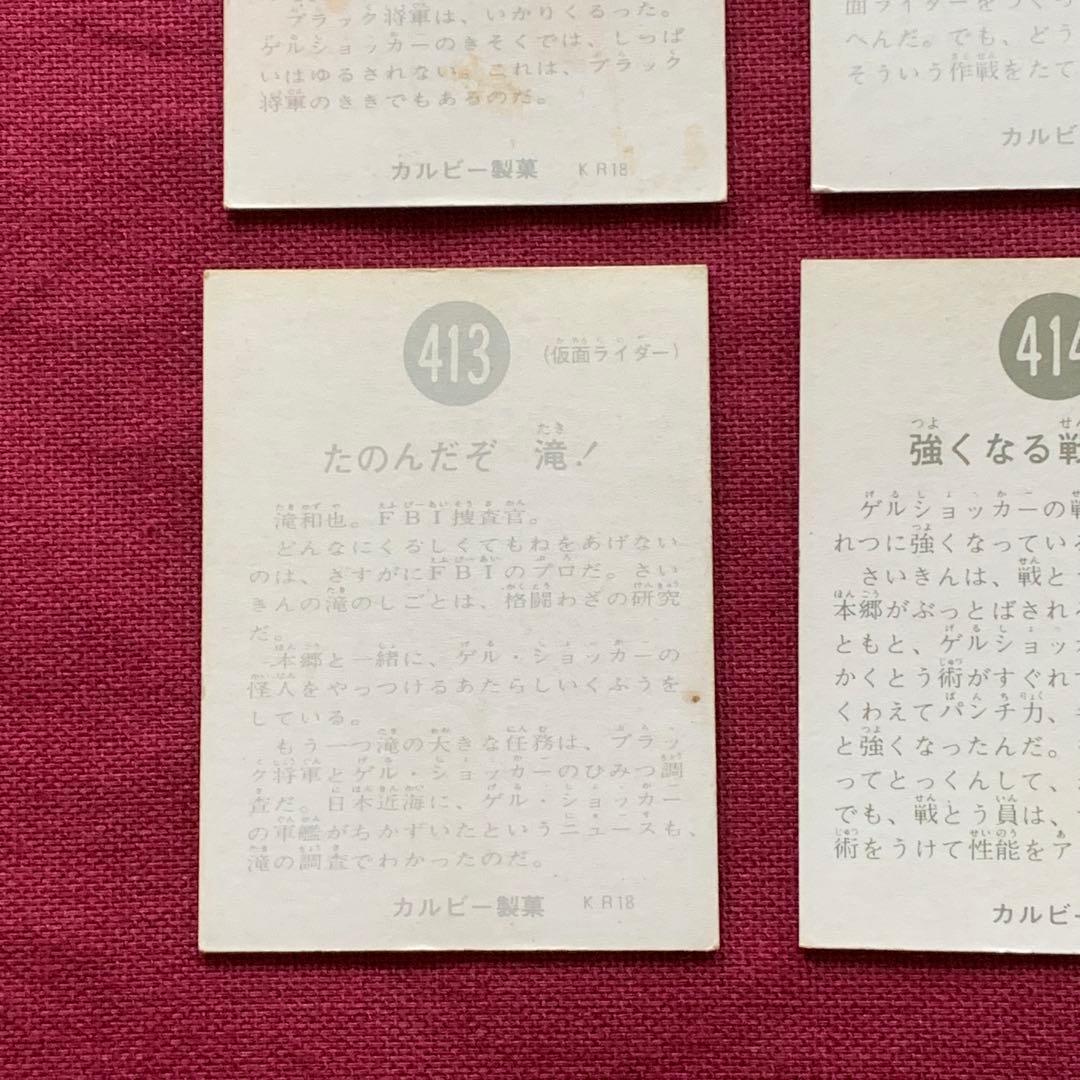 ブラック将軍は、いかりくるった。
ゲルショッカーのきそくでは、しっぱ
いはゆるされない。これは、ブラック
将軍のききでもあるのだ。
カルビー製菓 KR18
面ライダーをつくっ
へんだ。でも、どう
そういう作戦をたて
カルビ
413
(仮面ライダー)
たのんだぞ 滝!
滝和也。FBI捜査官。
どんなにくるしくてもねをあげない
のは、さすがにFBIのプロだ。さい
きんの滝のしごとは、格闘わざの研究
だ。
本郷と一緒に、ゲル・ショッカーの
怪人をやっつけるあたらしいくふうを
している。
もう一つ滝の大きな任務は、ブラッ
ク将軍とゲル・ショッカーのひみつ調
査だ。日本近海に、ゲル・ショッカー
の軍艦がちかずいたというニュースも、
滝の調査でわかったのだ。
カルビー製菓 KR18
414
強くなる戦
ゲルショッカーの戦
れつに強くなっている
さいきんは、戦と
本郷がぶっとばされ
ともと、ゲルショッカ
かくとう術がすぐれて
くわえてパンチ力、
と強くなったんだ。
ってとっくんして、
でも、戦とう員は、
術をうけて性能をア
カルビー